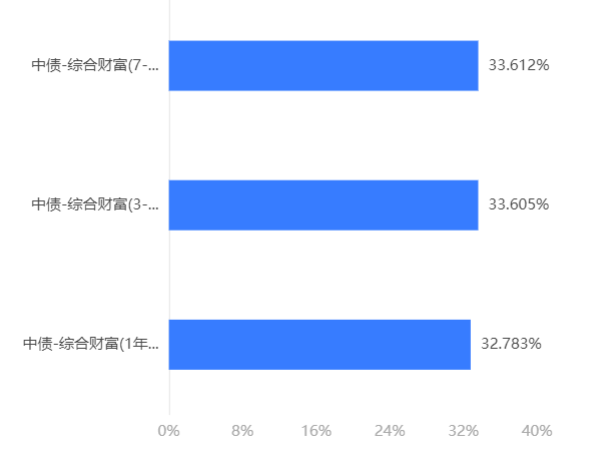 中债-综合财富(7-... 33.612%
中债-综合财富(3-... 33.605%
中债-综合财富(1年... 32.783%
0% 8% 16% 24% 32% 40%